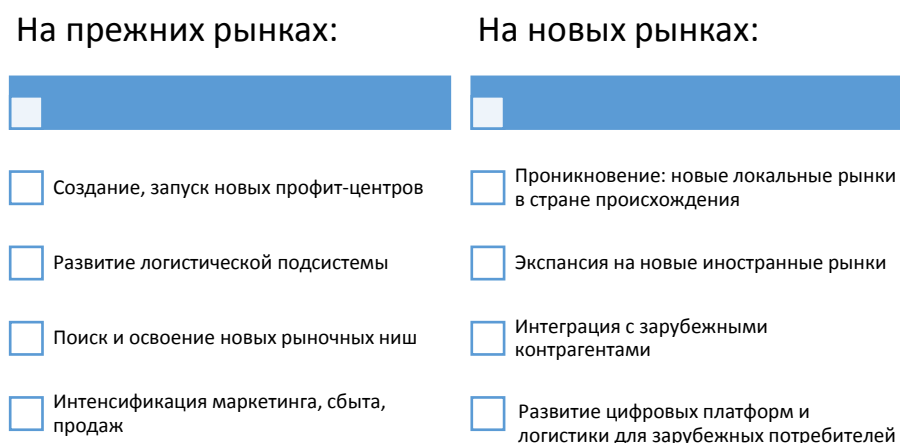 На прежних рынках:
Создание, запуск новых профит-центров
Развитие логистической подсистемы
Поиск и освоение новых рыночных ниш
Интенсификация маркетинга, сбыта,
продаж
На новых рынках:
Проникновение: новые локальные рынки
в стране происхождения
Экспансия на новые иностранные рынки
Интеграция с зарубежными
контрагентами
Развитие цифровых платформ и
логистики для зарубежных потребителей